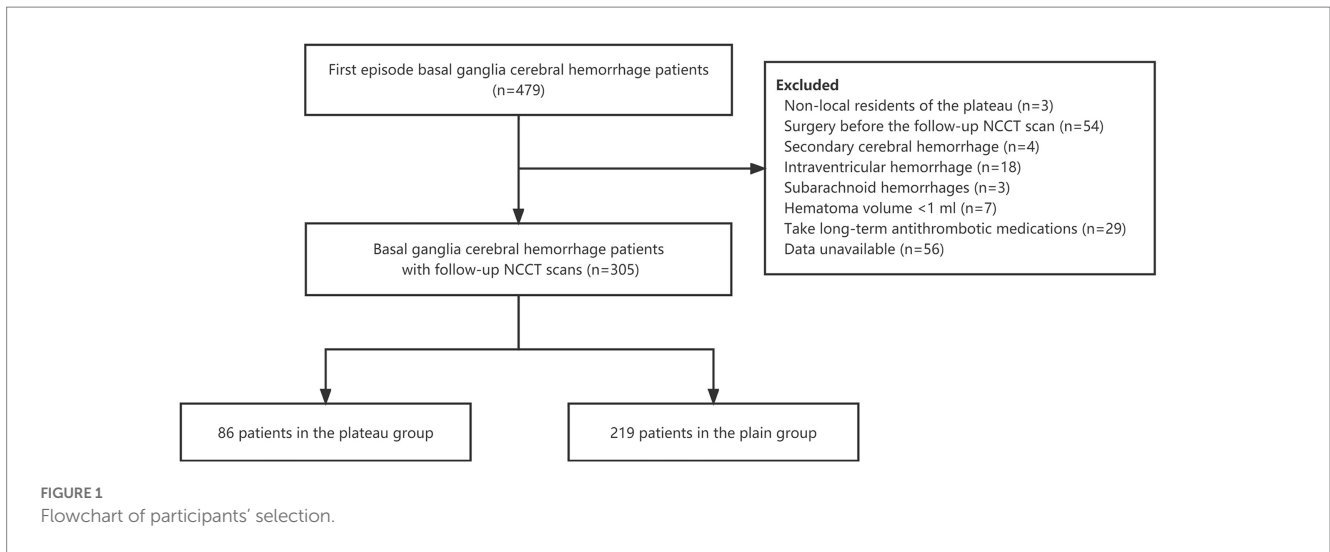 First episode basal ganglia cerebral hemorrhage patients
(n=479)
Excluded
Non-local residents of the plateau (n=3)
Surgery before the follow-up NCCT scan (n=54)
Secondary cerebral hemorrhage (n=4)
Intraventricular hemorrhage (n=18)
Subarachnoid hemorrhages (n=3)
Hematoma volume <1 ml (n=7)
Take long-term antithrombotic medications (n=29)
Data unavailable (n=56)
Basal ganglia cerebral hemorrhage patients
with follow-up NCCT scans (n=305)
86 patients in the plateau group
219 patients in the plain group
FIGURE 1
Flowchart of participants’ selection.